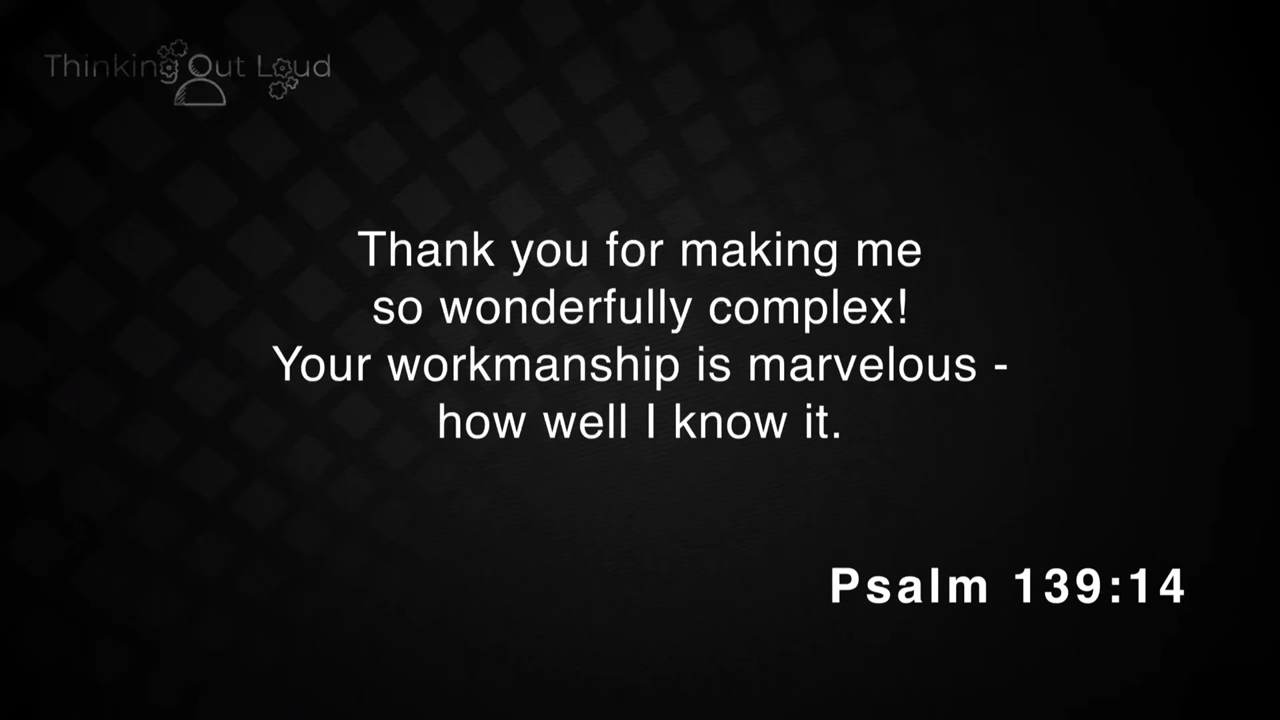 Thinking Out Loud
Thank you for making me
so wonderfully complex!
Your workmanship is marvelous -
how well I know it.
Psalm 139:14